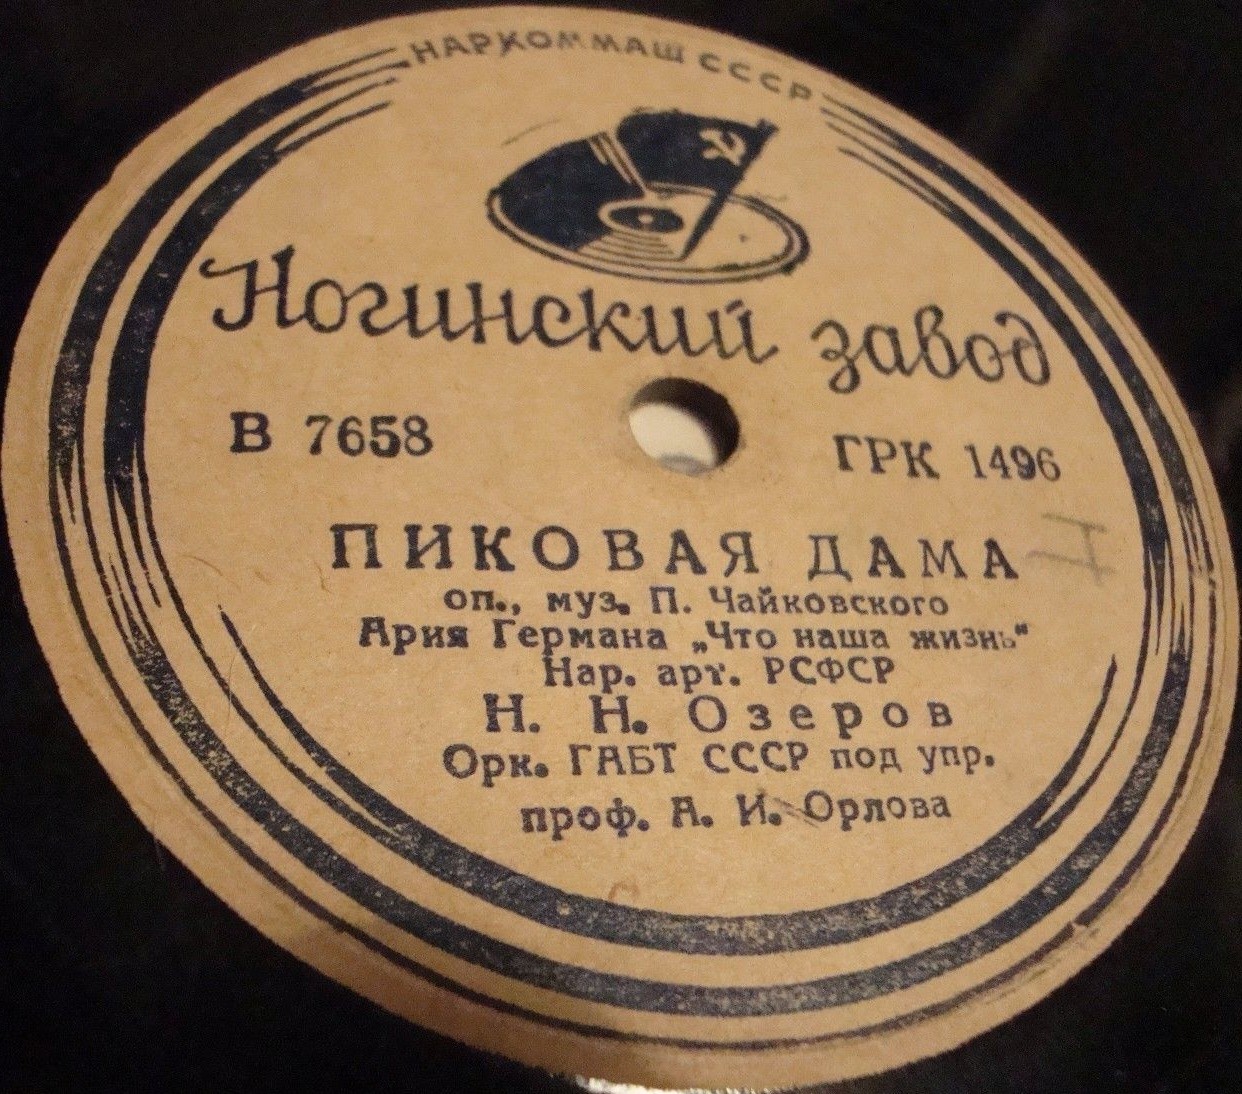 НАРКОММАШ СССР
Ногинский завод
В 7658
ГРК 1496
ПИКОВАЯ ДАМА
оп., муз. П. Чайковского
Ария Германа „Что наша жизнь"
Нар. арт. РСФСР
Н. Н. Озеров
Орк. ГАБТ СССР под упр.
проф. А. И. Орлова